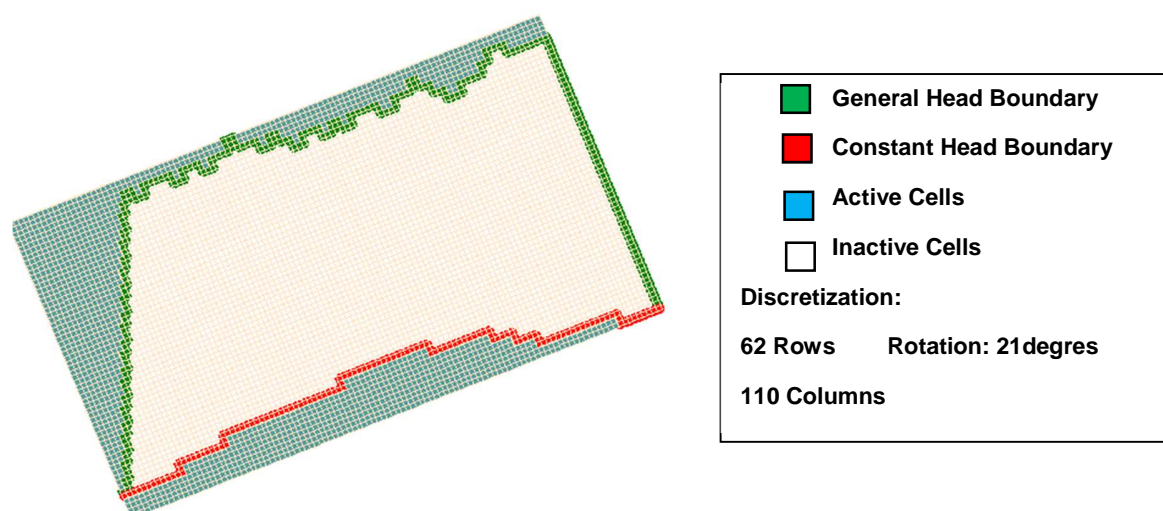 General Head Boundary
Constant Head Boundary
Active Cells
Inactive Cells
Discretization:
62 Rows Rotation: 21degres
110 Columns